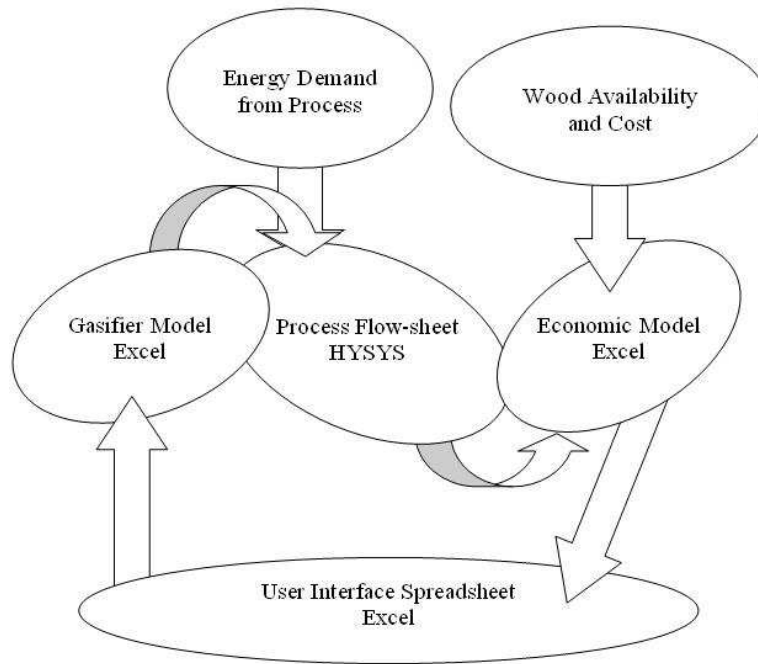 Energy Demand
from Process
Wood Availability
and Cost
Gasifier Model
Excel
Process Flow-sheet
HYSYS
Economic Model
Excel
User Interface Spreadsheet
Excel